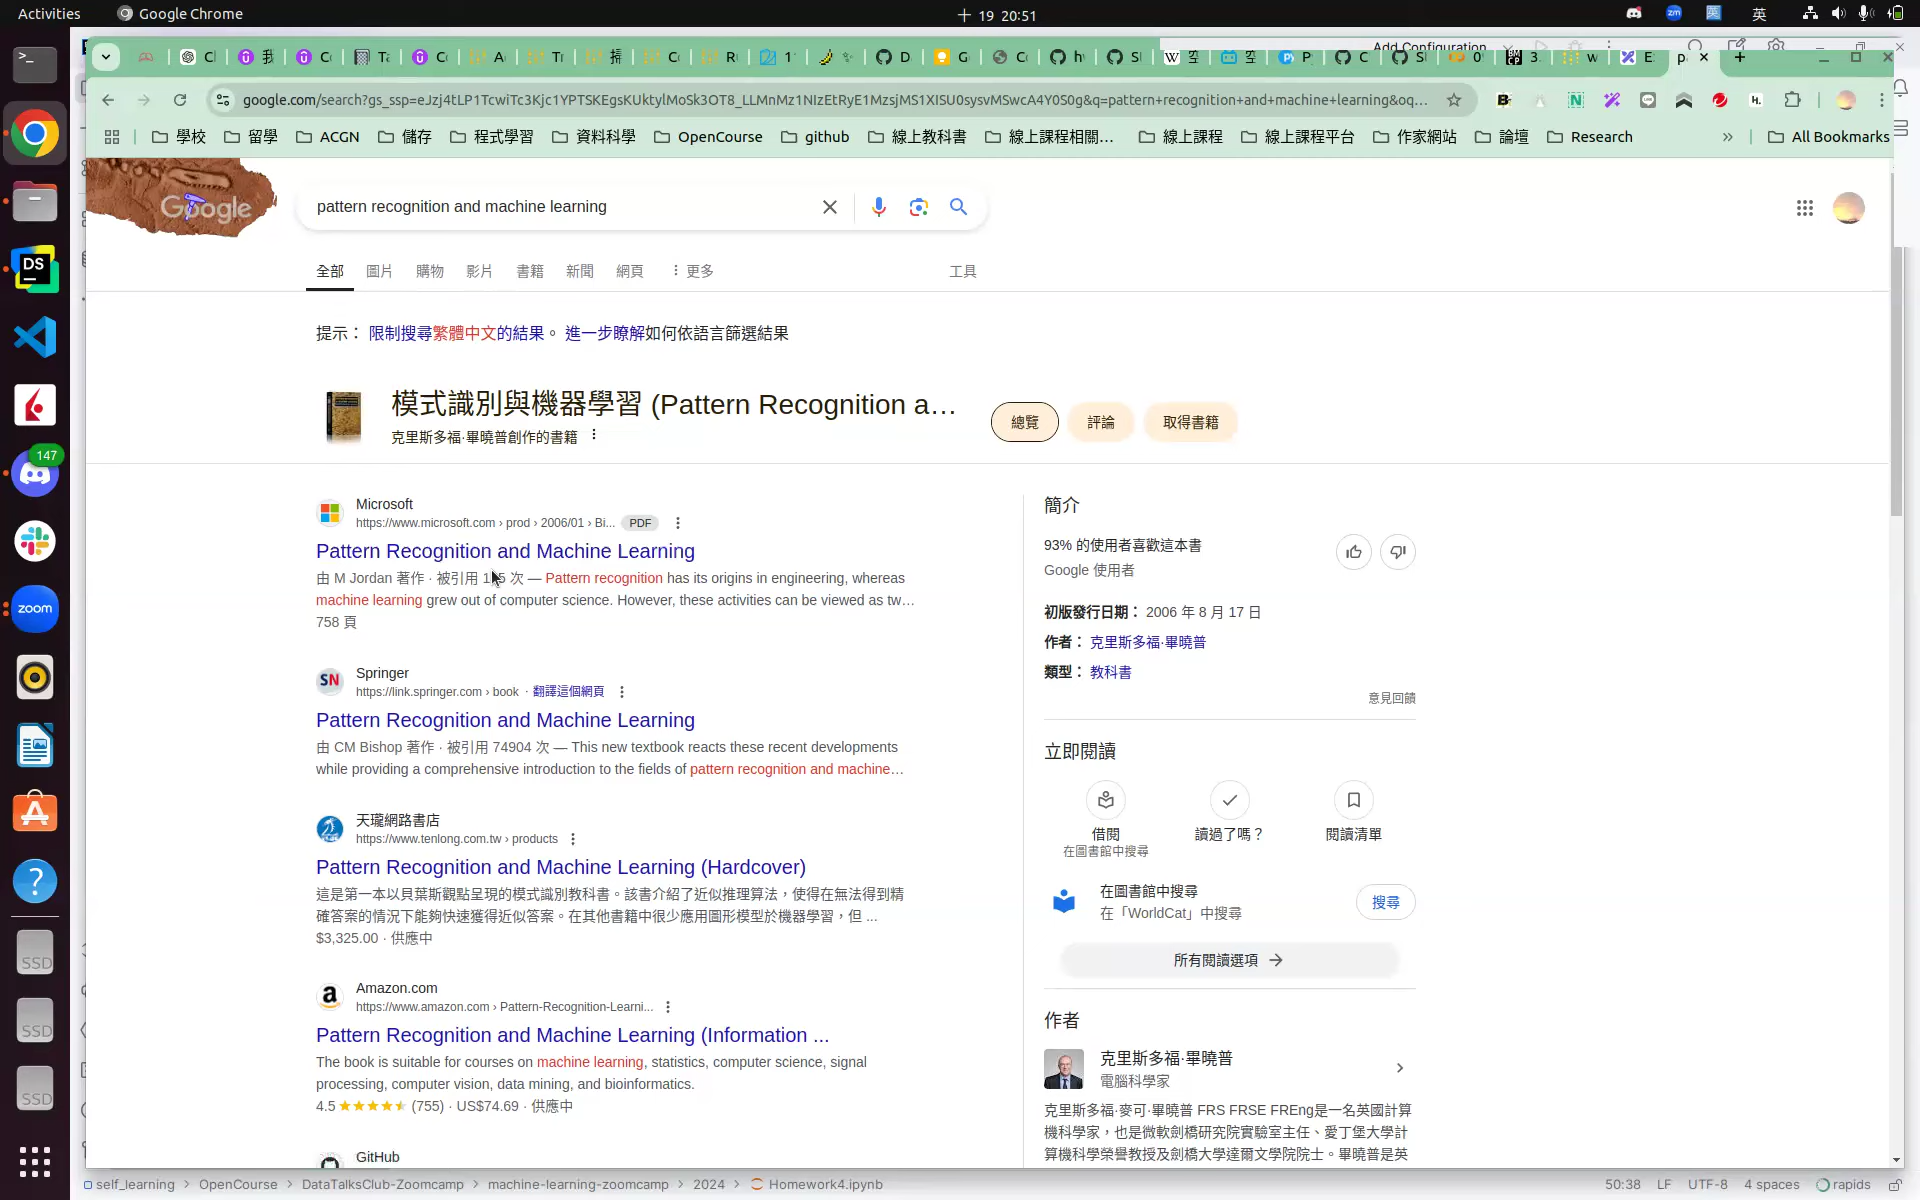 Activities
Google Chrome
19 20:51
英
英
Add Configuration
google.com/search?gs_ssp=eJzj4tLP1TcwiTc3Kjc1YPTSKEgsKUktylMoSk3OT8_LLMnMz1NIzEtRyE1MzsjMS1XISU0sysvMSwcA4Y0S0g&q=pattern+recognition+and+machine+learning&oq...
學校
留學
ACGN
儲存
程式學習
資料科學
OpenCourse
github
線上教科書
線上課程相關...
線上課程
線上課程平台
作家網站
論壇
Research
All Bookmarks
Google
pattern recognition and machine learning
全部
圖片
購物
影片
書籍
新聞
網頁
更多
工具
提示： 限制搜尋繁體中文的結果。 進一步瞭解如何依語言篩選結果
模式識別與機器學習 (Pattern Recognition a...
克里斯多福·畢曉普創作的書籍
總覽
評論
取得書籍
Microsoft
https://www.microsoft.com › prod › 2006/01 › Bi...
PDF
Pattern Recognition and Machine Learning
由 M Jordan 著作 · 被引用 次 — Pattern recognition has its origins in engineering, whereas
machine learning grew out of computer science. However, these activities can be viewed as tw...
758 頁
Springer
https://link.springer.com › book · 翻譯這個網頁
Pattern Recognition and Machine Learning
由 CM Bishop 著作 · 被引用 74904 次 — This new textbook reacts these recent developments
while providing a comprehensive introduction to the fields of pattern recognition and machine...
天瓏網路書店
https://www.tenlong.com.tw › products
Pattern Recognition and Machine Learning (Hardcover)
這是第一本以貝葉斯觀點呈現的模式識別教科書。該書介紹了近似推理算法，使得在無法得到精
確答案的情況下能夠快速獲得近似答案。在其他書籍中很少應用圖形模型於機器學習，但 ...
$3,325.00 · 供應中
Amazon.com
https://www.amazon.com › Pattern-Recognition-Learni...
Pattern Recognition and Machine Learning (Information ...
The book is suitable for courses on machine learning, statistics, computer science, signal
processing, computer vision, data mining, and bioinformatics.
4.5 (755) · US$74.69 · 供應中
GitHub
簡介
93% 的使用者喜歡這本書
Google 使用者
初版發行日期： 2006 年 8 月 17 日
作者： 克里斯多福·畢曉普
類型： 教科書
意見回饋
立即閱讀
借閱
在圖書館中搜尋
讀過了嗎？
閱讀清單
在圖書館中搜尋
在「WorldCat」中搜尋
搜尋
所有閱讀選項
作者
克里斯多福·畢曉普
電腦科學家
克里斯多福·麥可·畢曉普 FRS FRSE FREng是一名英國計算
機科學家，也是微軟劍橋研究院實驗室主任、愛丁堡大學計
算機科學榮譽教授及劍橋大學達爾文學院院士。畢曉普是英
DS
147
zoom
SN
SSD
SSD
SSD
self_learning
OpenCourse
DataTalksClub-Zoomcamp
machine-learning-zoomcamp
2024
Homework4.ipynb
50:38
LF
UTF-8
4 spaces
rapids